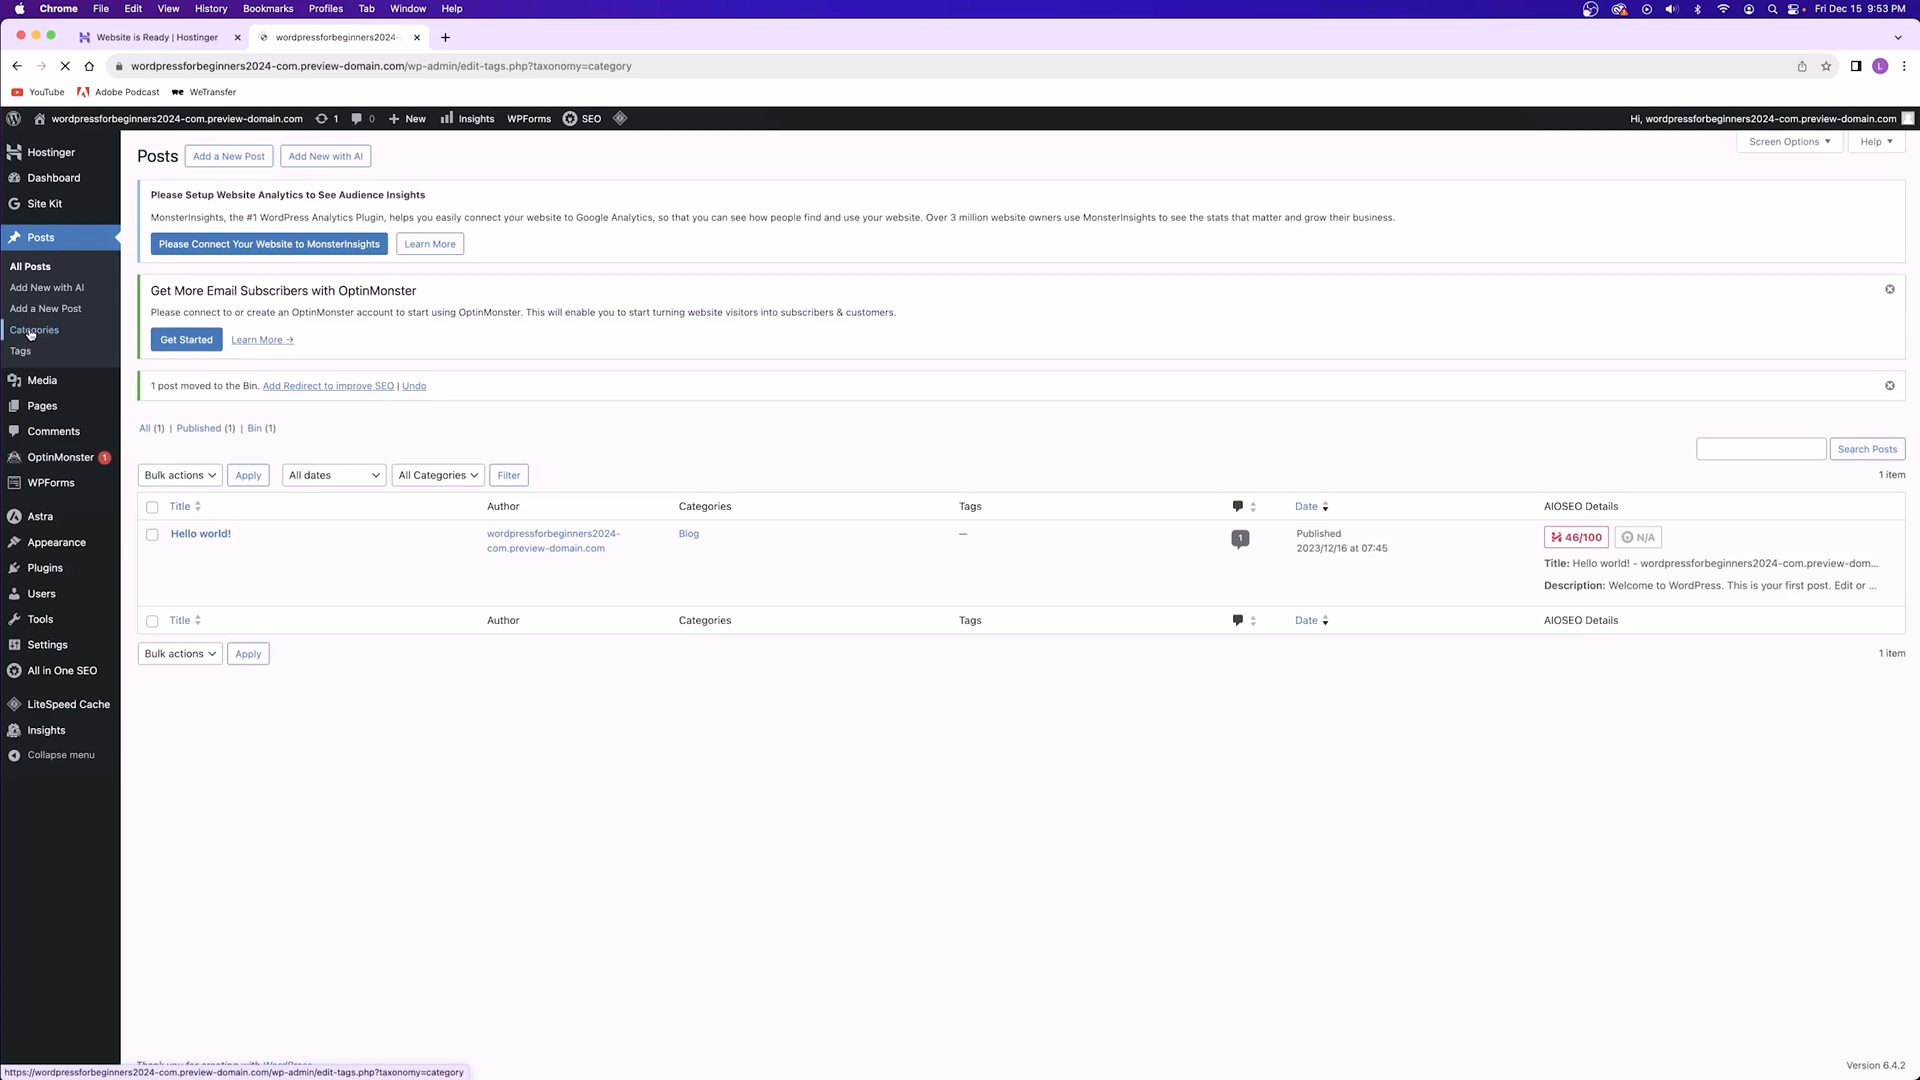 Chrome File Edit View History Bookmarks Profiles Tab Window Help Fri Dec 15 9:53 PM
Website is Ready | Hostinger wordpressforbeginners2024-
wordpressforbeginners2024-com.preview-domain.com/wp-admin/edit-tags.php?taxonomy=category L
YouTube Adobe Podcast WeTransfer
wordpressforbeginners2024-com.preview-domain.com 1 0 New Insights WPForms SEO Hi, wordpressforbeginners2024-com.preview-domain.com
Hostinger
Dashboard
Site Kit
Posts
All Posts
Add New with AI
Add a New Post
Categories
Tags
Media
Pages
Comments
OptinMonster 1
WPForms
Astra
Appearance
Plugins
Users
Tools
Settings
All in One SEO
LiteSpeed Cache
Insights
Collapse menu
Screen Options Help
Posts Add a New Post Add New with AI
Please Setup Website Analytics to See Audience Insights
MonsterInsights, the #1 WordPress Analytics Plugin, helps you easily connect your website to Google Analytics, so that you can see how people find and use your website. Over 3 million website owners use MonsterInsights to see the stats that matter and grow their business.
Please Connect Your Website to MonsterInsights Learn More
Get More Email Subscribers with OptinMonster
Please connect to or create an OptinMonster account to start using OptinMonster. This will enable you to start turning website visitors into subscribers & customers.
Get Started Learn More →
1 post moved to the Bin. Add Redirect to improve SEO | Undo
All (1) | Published (1) | Bin (1)
Search Posts
Bulk actions Apply All dates All Categories Filter 1 item
Title Author Categories Tags Date AIOSEO Details
Hello world! wordpressforbeginners2024-com.preview-domain.com Blog — 1 Published 2023/12/16 at 07:45 46/100 N/A
Title: Hello world! - wordpressforbeginners2024-com.preview-dom...
Description: Welcome to WordPress. This is your first post. Edit or ...
Title Author Categories Tags Date AIOSEO Details
Bulk actions Apply 1 item
Thank you for creating with WordPress. Version 6.4.2
https://wordpressforbeginners2024-com.preview-domain.com/wp-admin/edit-tags.php?taxonomy=category